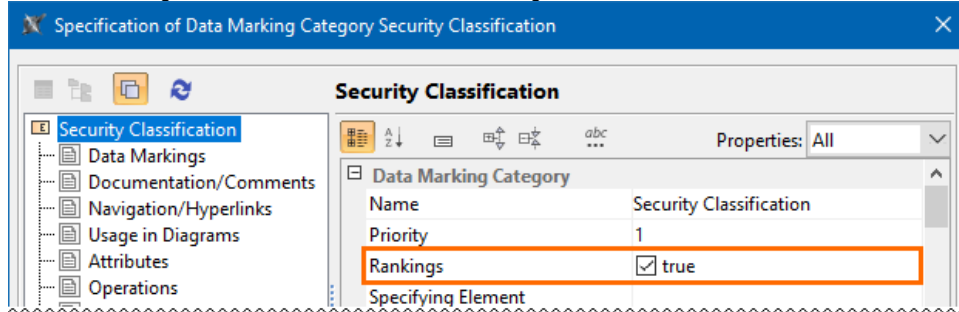 Specification of Data Marking Category Security Classification
Security Classification
Security Classification
Data Markings
Documentation/Comments
Navigation/Hyperlinks
Usage in Diagrams
Attributes
Operations
A
Z
abc
Properties: All
Data Marking Category
Name Security Classification
Priority 1
Rankings true
Specifying Element